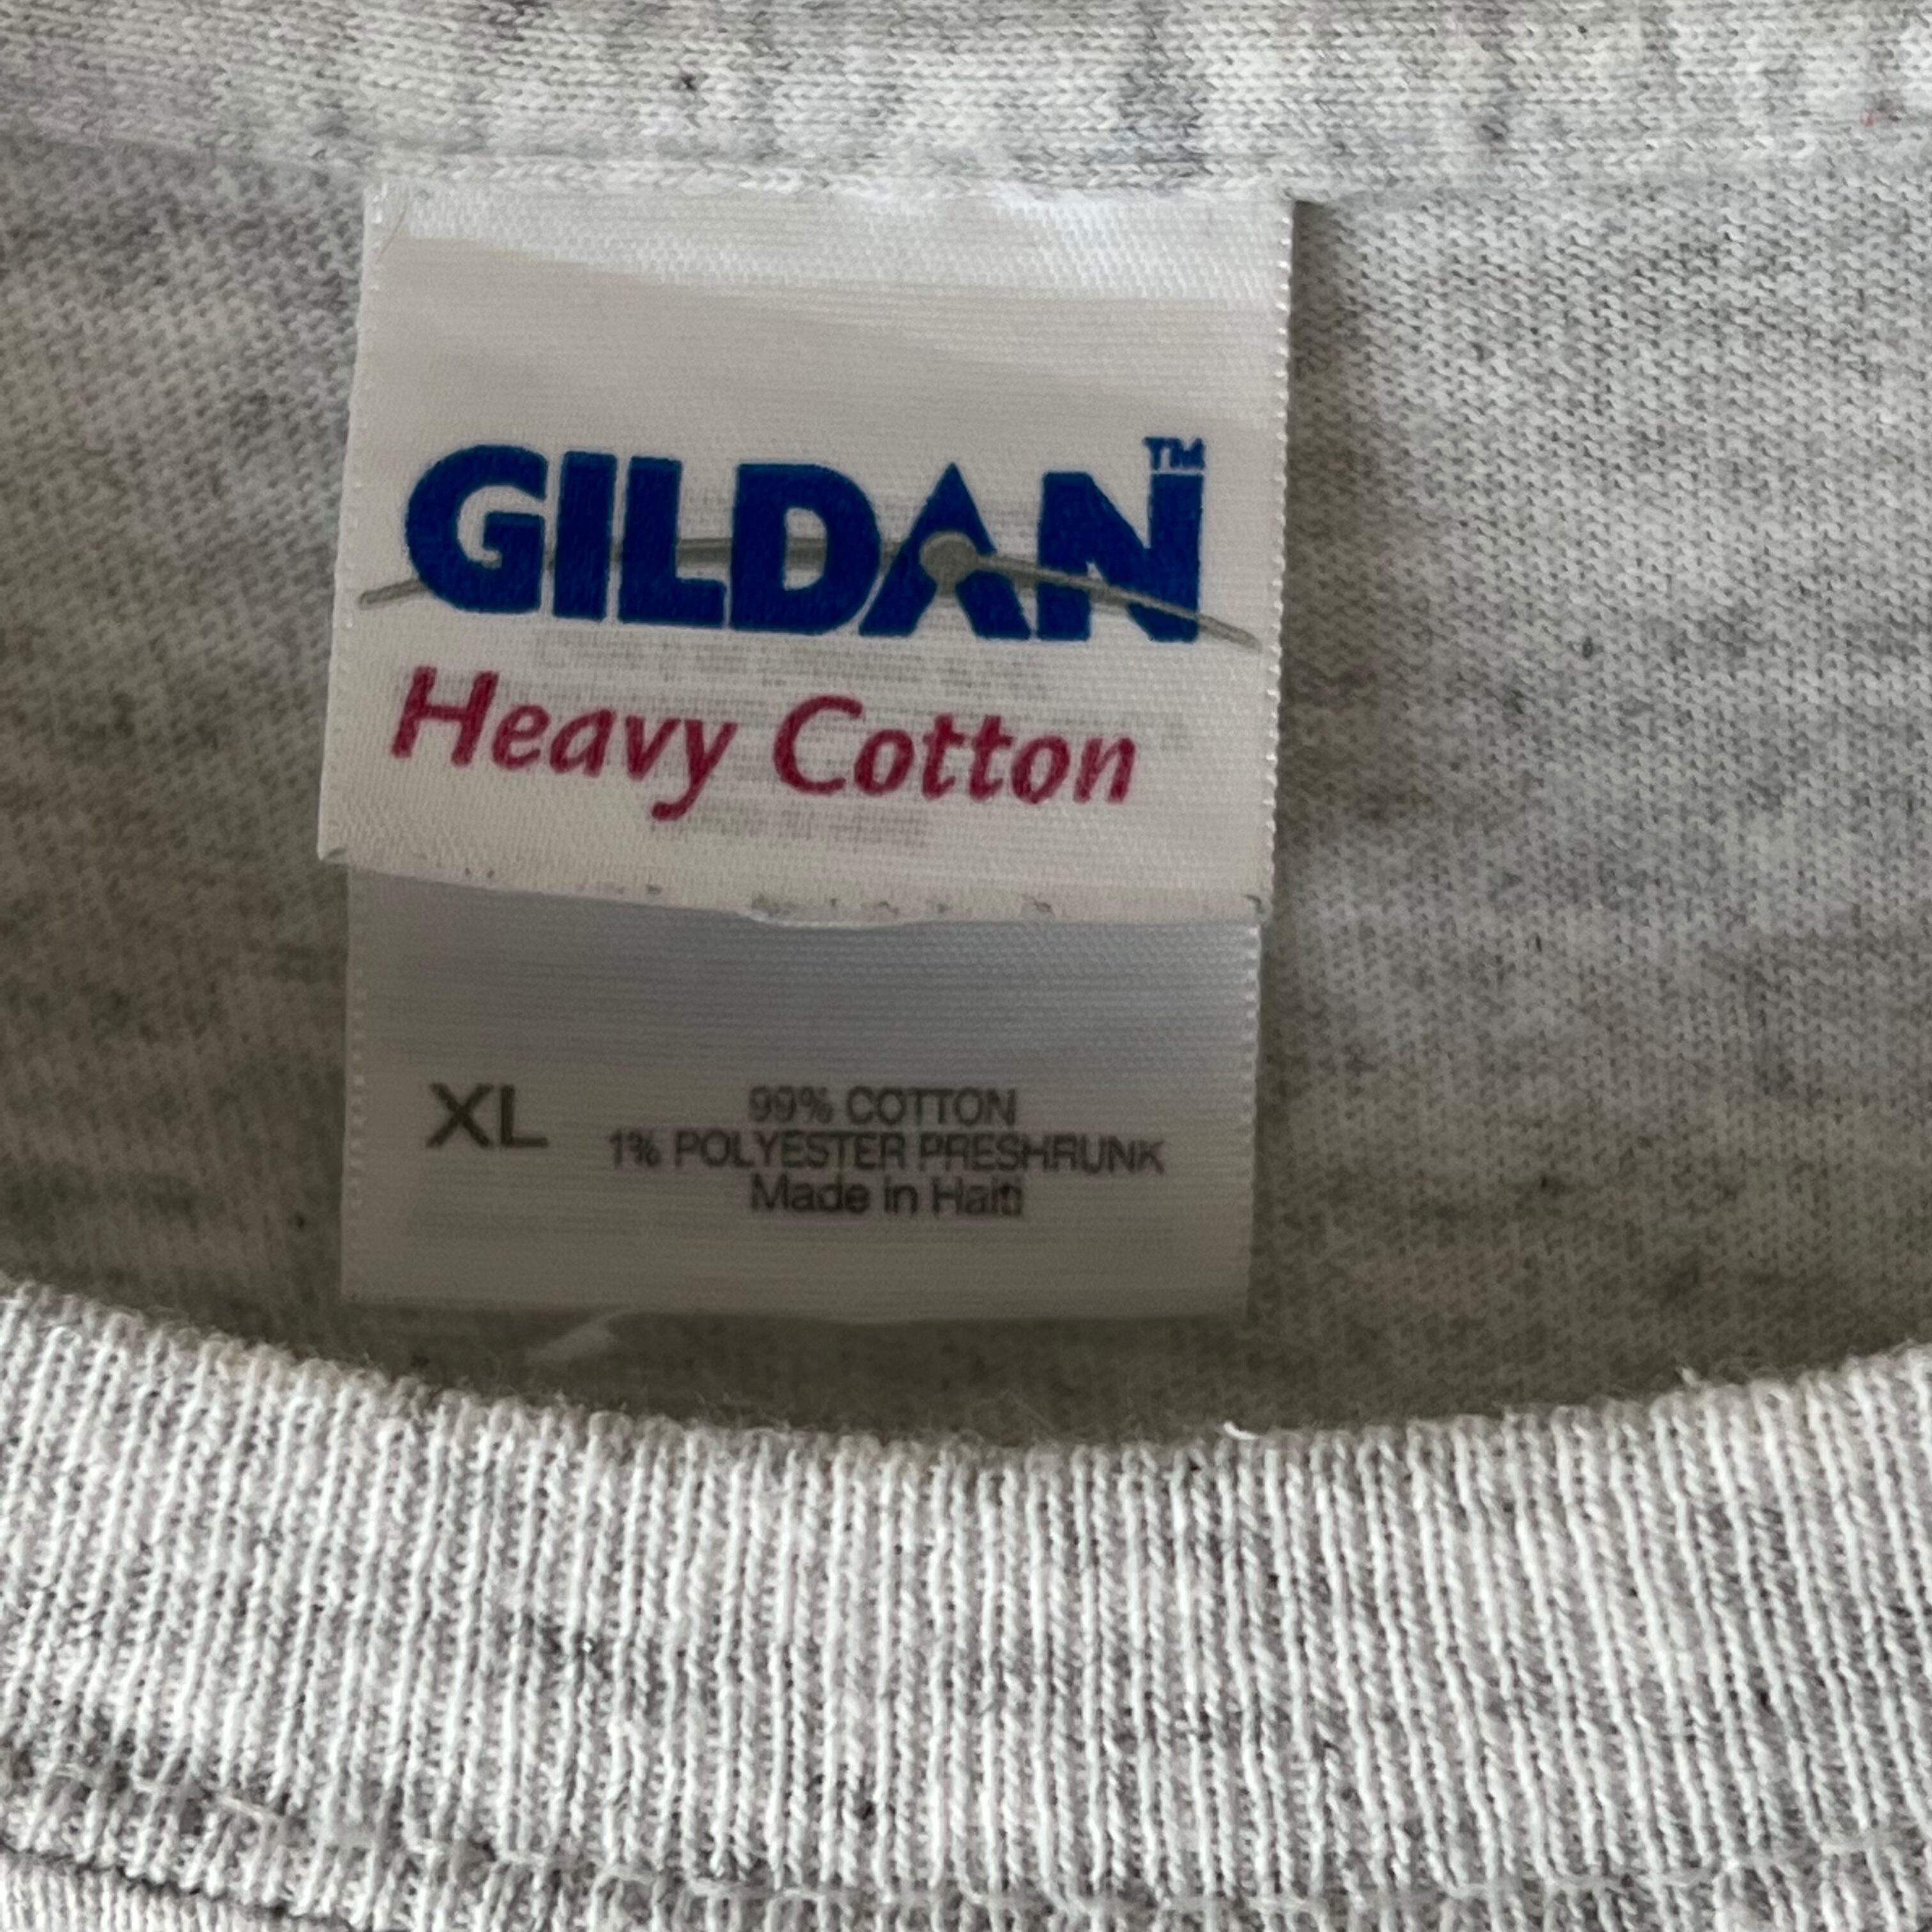 GILDAN™
Heavy Cotton
XL
99% COTTON
1% POLYESTER PRESHRUNK
Made in Haiti